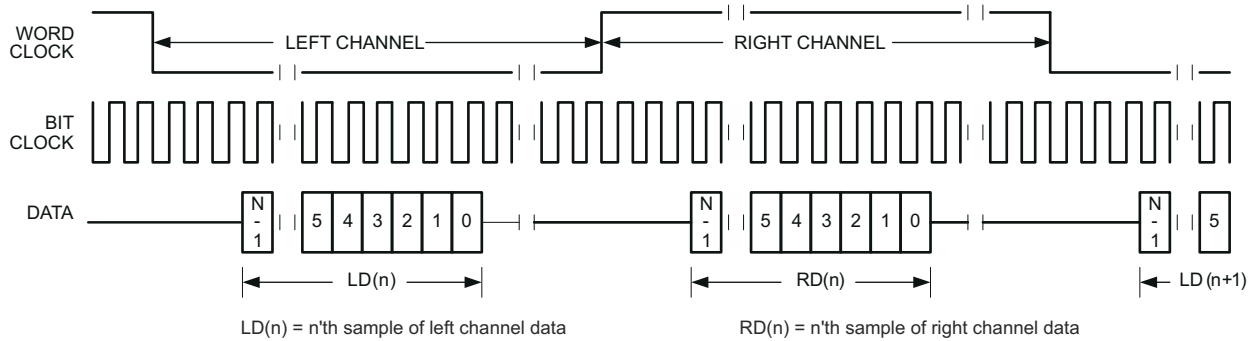 WORD
CLOCK
LEFT CHANNEL
RIGHT CHANNEL
BIT
CLOCK
DATA
N
-
1
5 4 3 2 1 0
N
-
1
5 4 3 2 1 0
N
-
1
5
LD(n)
RD(n)
LD (n+1)
LD(n) = n'th sample of left channel data
RD(n) = n'th sample of right channel data